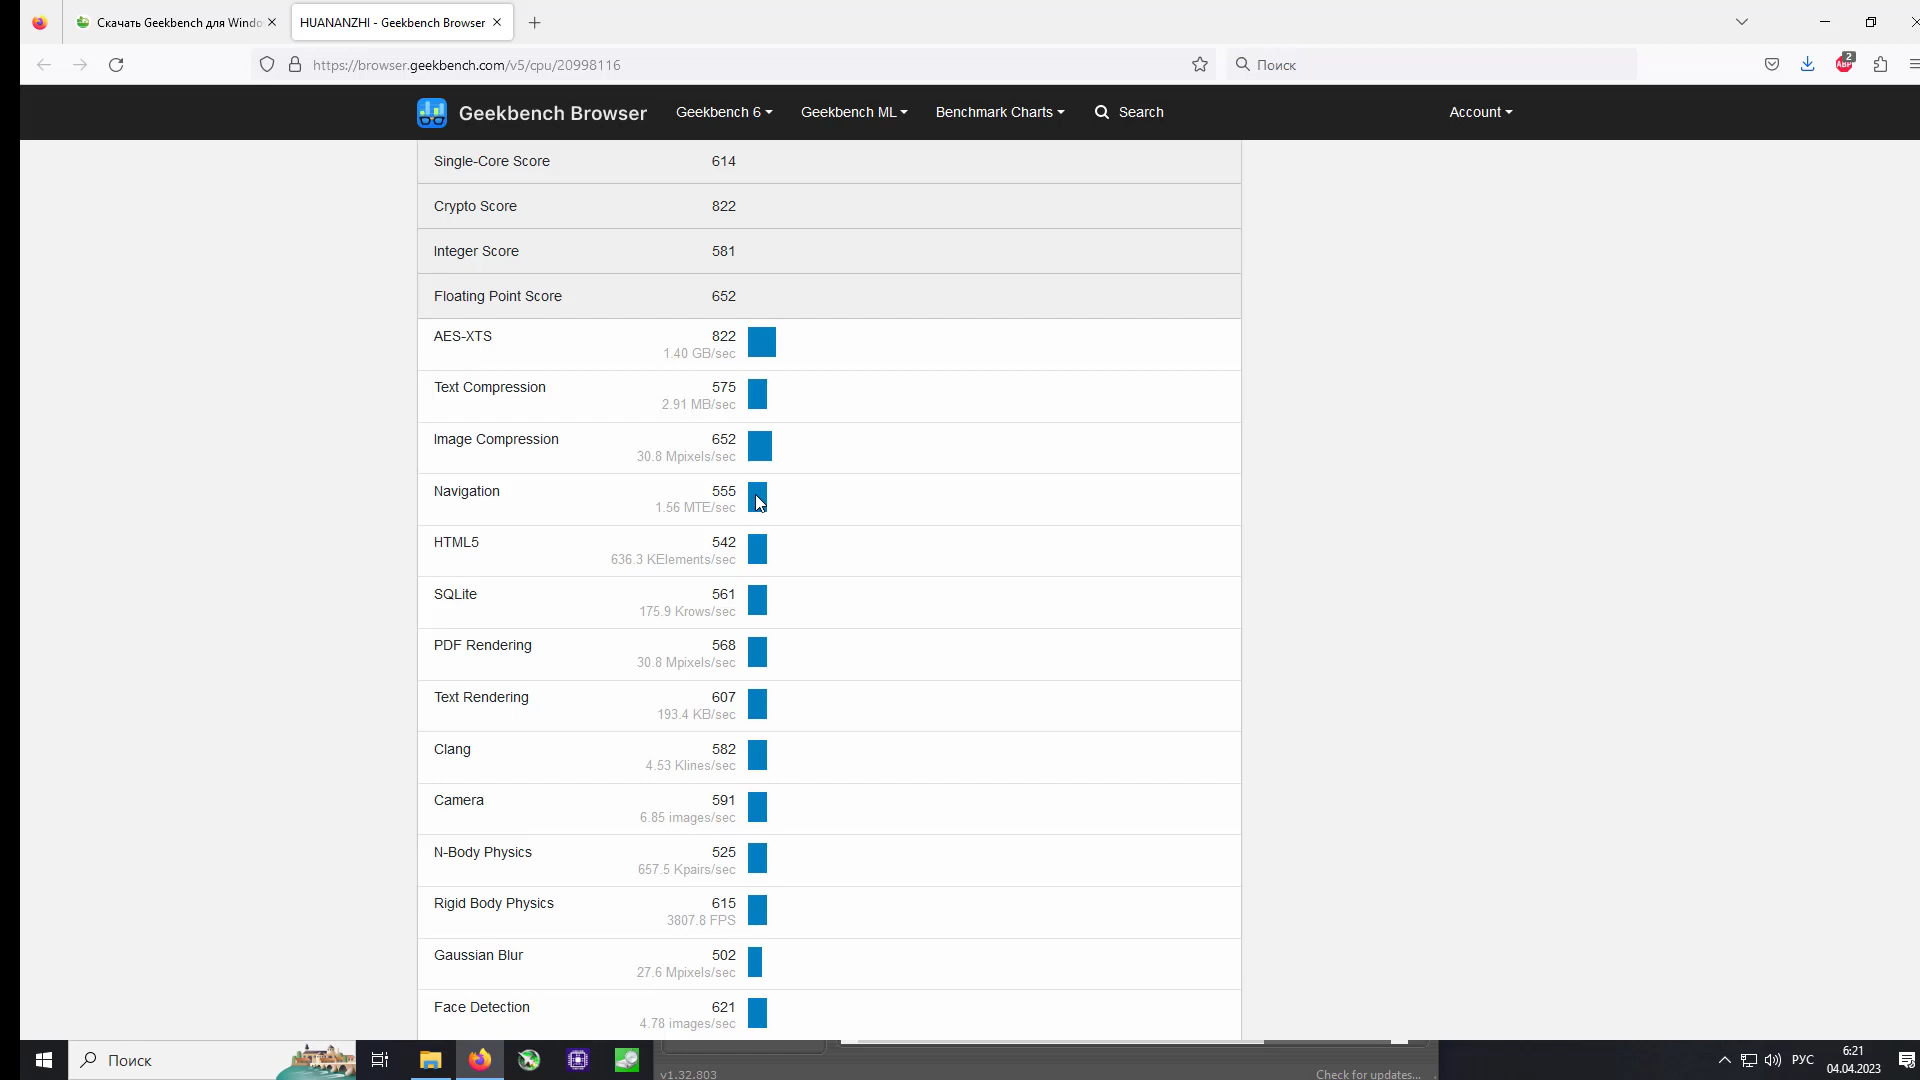 Скачать Geekbench для Windo
HUANANZHI - Geekbench Browser
https://browser.geekbench.com/v5/cpu/20998116
Поиск
ABP
2
Geekbench Browser
Geekbench 6
Geekbench ML
Benchmark Charts
Search
Account
Single-Core Score 614
Crypto Score 822
Integer Score 581
Floating Point Score 652
AES-XTS 822
1.40 GB/sec
Text Compression 575
2.91 MB/sec
Image Compression 652
30.8 Mpixels/sec
Navigation 555
1.56 MTE/sec
HTML5 542
636.3 KElements/sec
SQLite 561
175.9 Krows/sec
PDF Rendering 568
30.8 Mpixels/sec
Text Rendering 607
193.4 KB/sec
Clang 582
4.53 Klines/sec
Camera 591
6.85 images/sec
N-Body Physics 525
657.5 Kpairs/sec
Rigid Body Physics 615
3807.8 FPS
Gaussian Blur 502
27.6 Mpixels/sec
Face Detection 621
4.78 images/sec
Поиск
v1.32.803
Check for updates...
РУС
6:21
04.04.2023